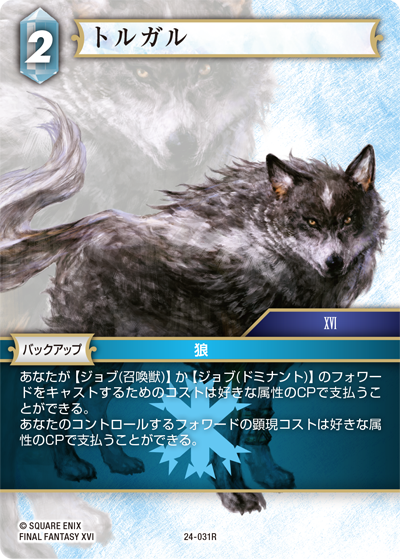 2
トルガル
XVI
バックアップ
狼
あなたが【ジョブ(召喚獣)】か【ジョブ(ドミナント)】のフォワー
ドをキャストするためのコストは好きな属性のCPで支払うこ
とができる。
あなたのコントロールするフォワードの顕現コストは好きな属
性のCPで支払うことができる。
© SQUARE ENIX
FINAL FANTASY XVI
24-031R